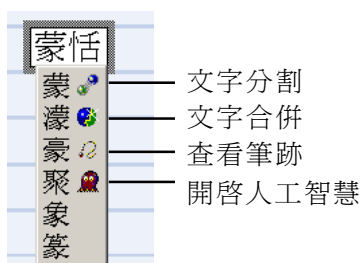 蒙恬
蒙 文字分割
濛 文字合併
豪 查看筆跡
聚 開啓人工智慧
象
篆